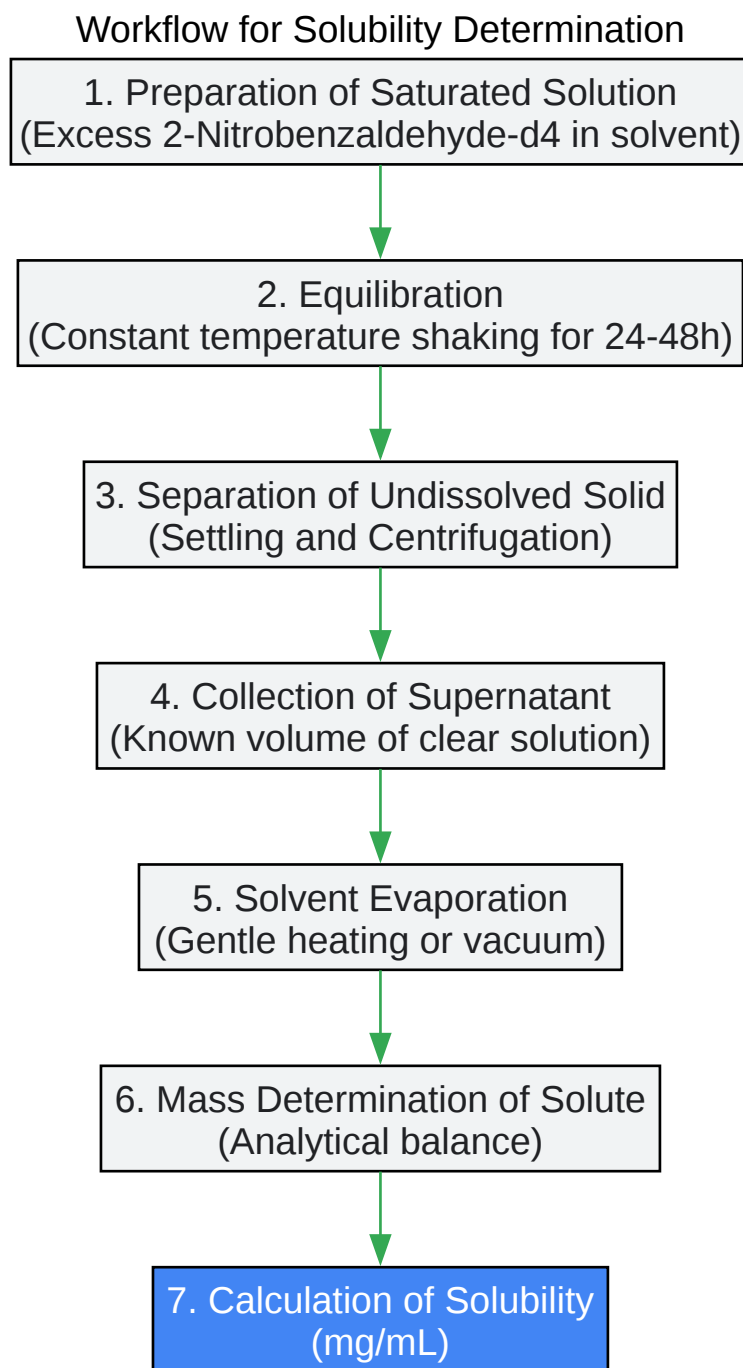 Workflow for Solubility Determination
1. Preparation of Saturated Solution
(Excess 2-Nitrobenzaldehyde-d4 in solvent)
2. Equilibration
(Constant temperature shaking for 24-48h)
3. Separation of Undissolved Solid
(Settling and Centrifugation)
4. Collection of Supernatant
(Known volume of clear solution)
5. Solvent Evaporation
(Gentle heating or vacuum)
6. Mass Determination of Solute
(Analytical balance)
7. Calculation of Solubility
(mg/mL)